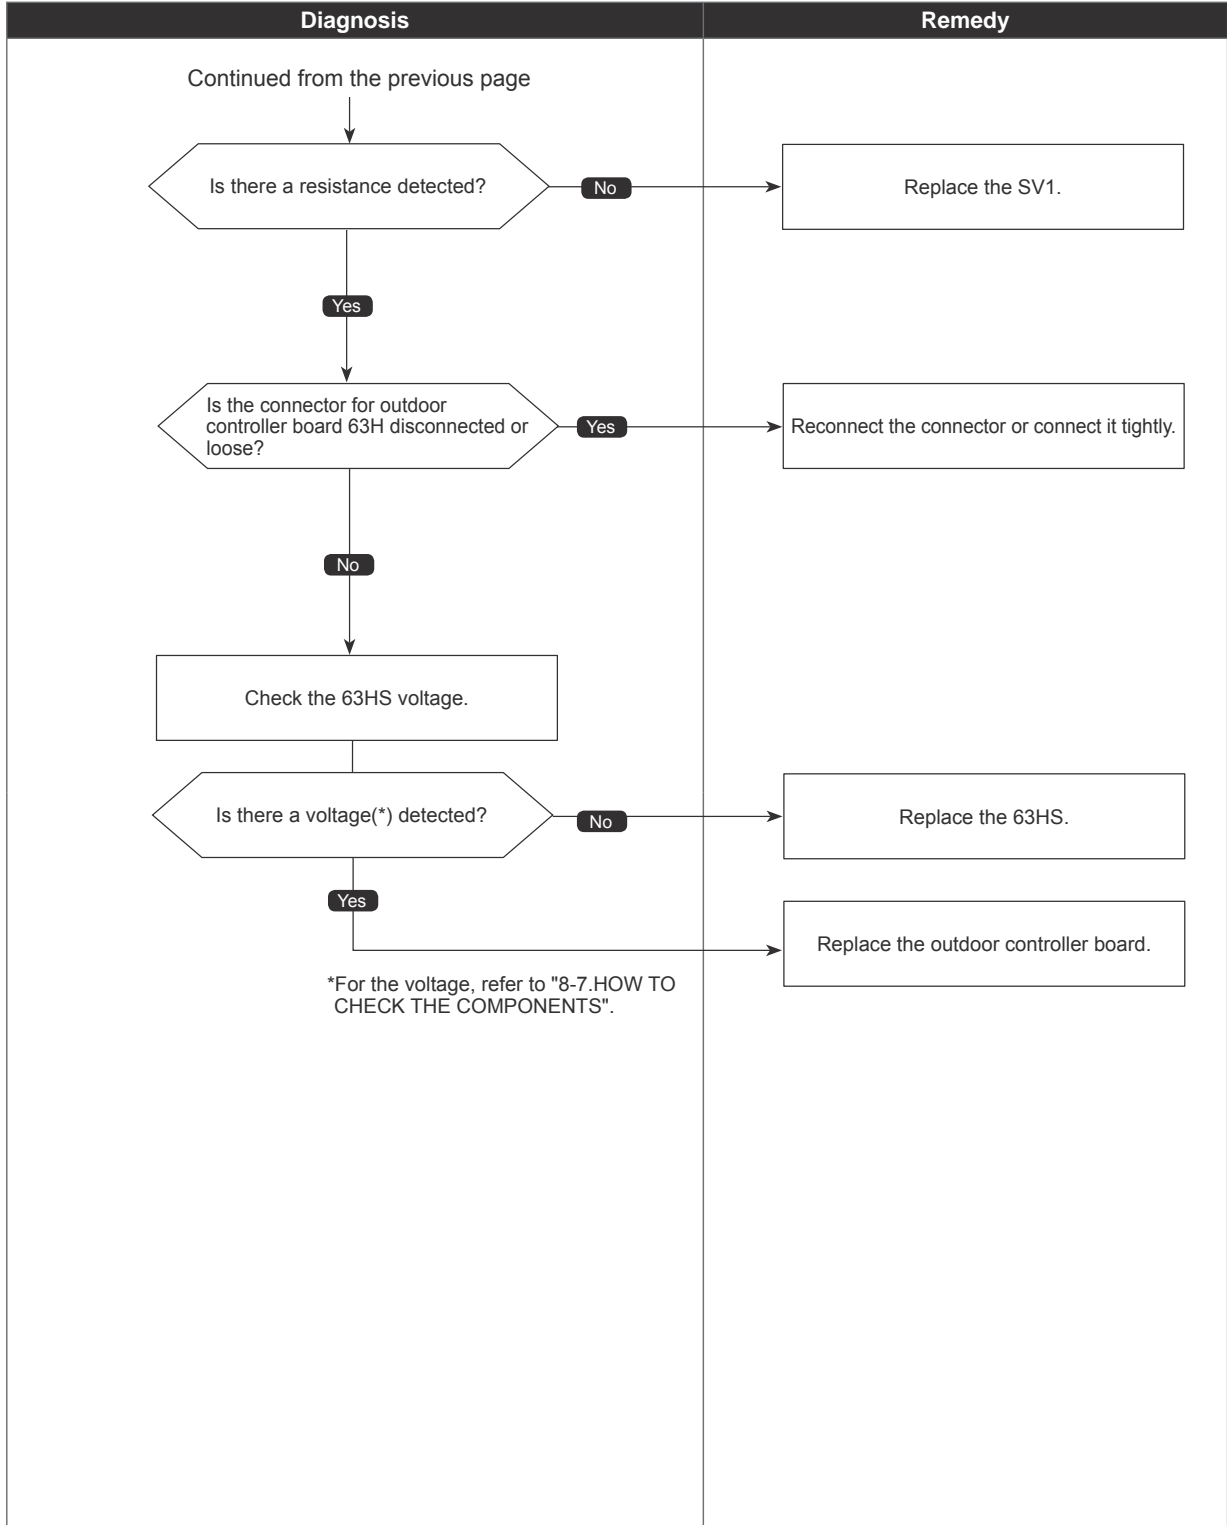 Diagnosis
Remedy
Continued from the previous page
Is there a resistance detected?
No
Replace the SV1.
Yes
Is the connector for outdoor
controller board 63H disconnected or
loose?
Yes
Reconnect the connector or connect it tightly.
No
Check the 63HS voltage.
Is there a voltage(*) detected?
No
Replace the 63HS.
Yes
Replace the outdoor controller board.
*For the voltage, refer to "8-7.HOW TO
CHECK THE COMPONENTS".